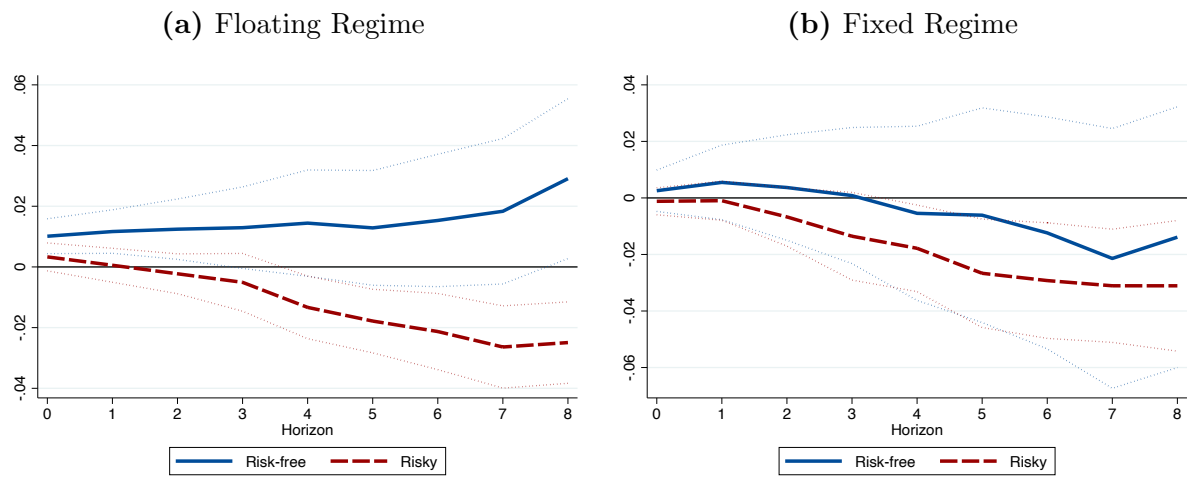 (a) Floating Regime
.06
.04
.02
0
-.02
-.04
0 1 2 3 4 5 6 7 8
Horizon
Risk-free Risky
(b) Fixed Regime
.04
.02
0
-.02
-.04
-.06
0 1 2 3 4 5 6 7 8
Horizon
Risk-free Risky